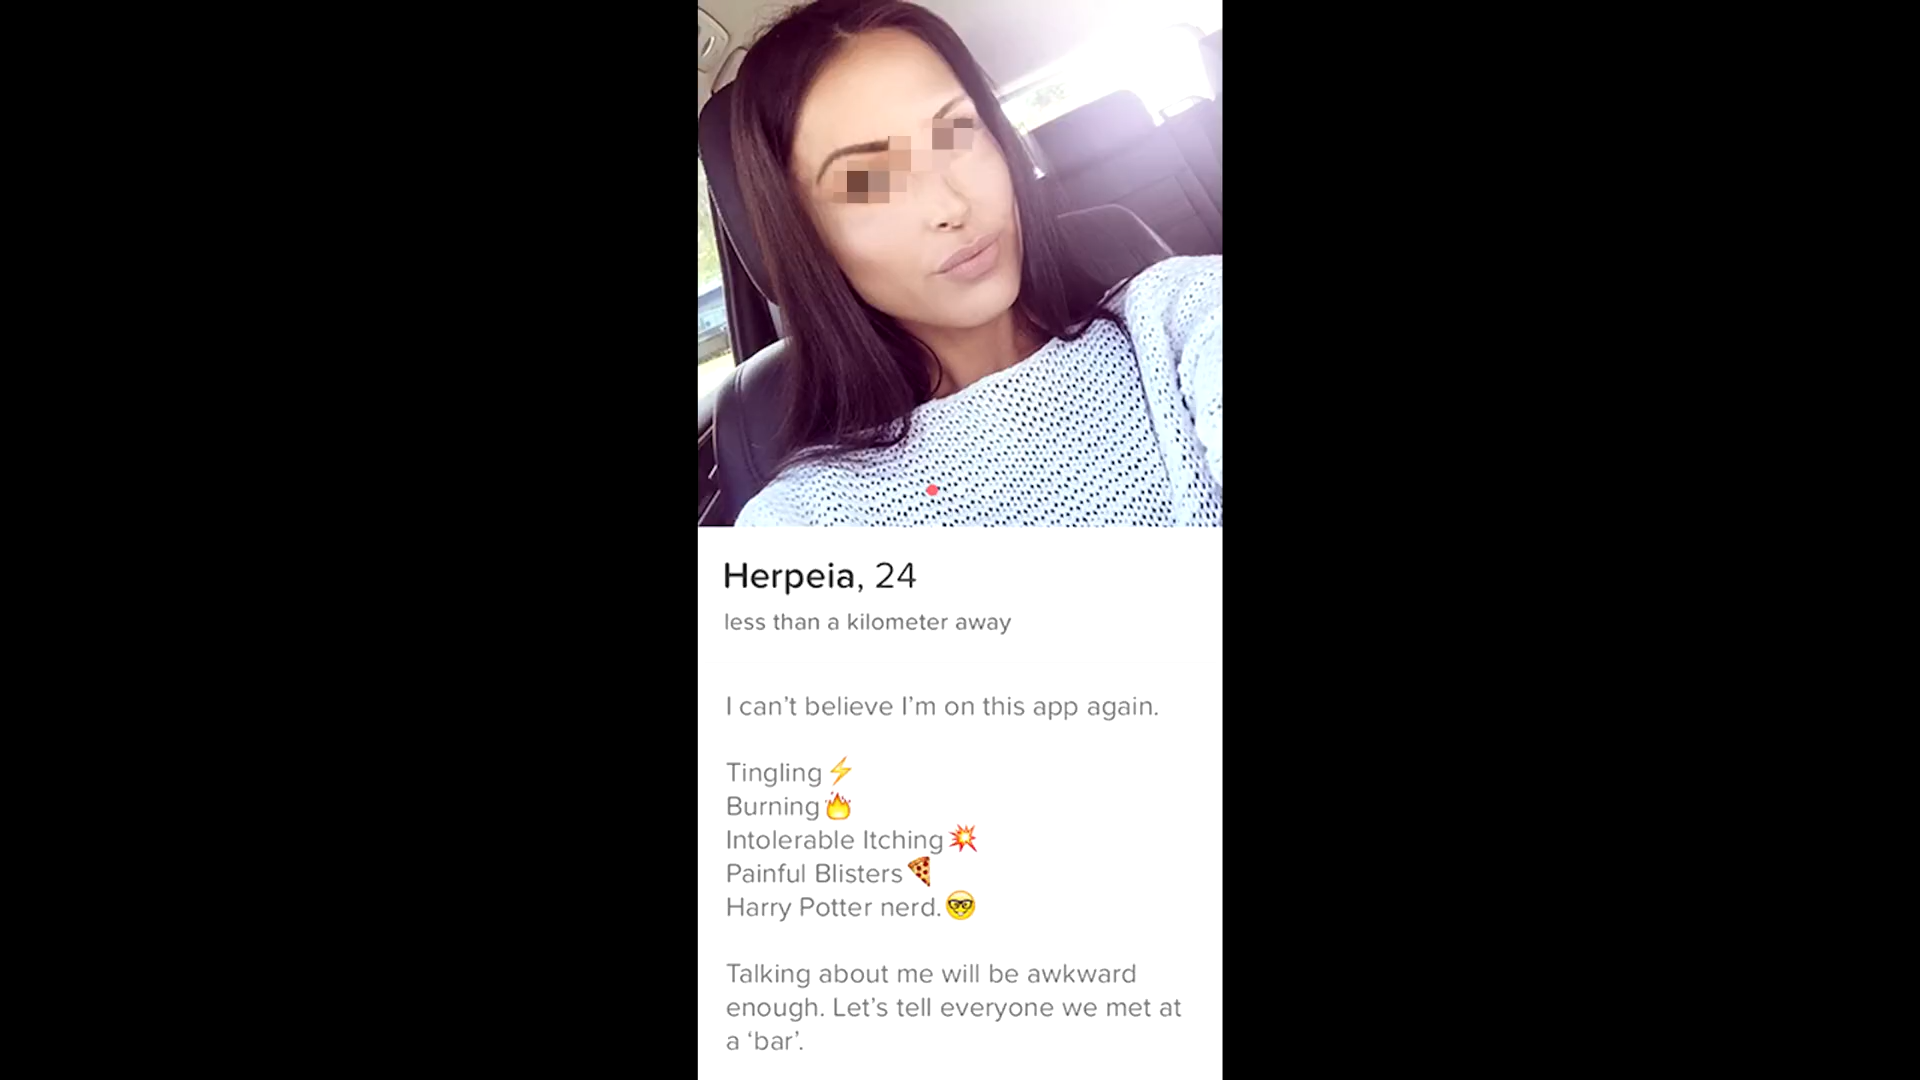 Herpeia, 24
less than a kilometer away
I can’t believe I’m on this app again.
Tingling⚡
Burning🔥
Intolerable Itching💥
Painful Blisters🍕
Harry Potter nerd.🤓
Talking about me will be awkward
enough. Let’s tell everyone we met at
a ‘bar’.